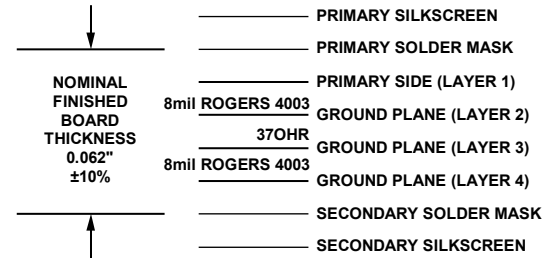 PRIMARY SILKSCREEN
PRIMARY SOLDER MASK
PRIMARY SIDE (LAYER 1)
8mil ROGERS 4003
GROUND PLANE (LAYER 2)
37OHR
GROUND PLANE (LAYER 3)
8mil ROGERS 4003
GROUND PLANE (LAYER 4)
SECONDARY SOLDER MASK
SECONDARY SILKSCREEN
NOMINAL
FINISHED
BOARD
THICKNESS
0.062"
±10%